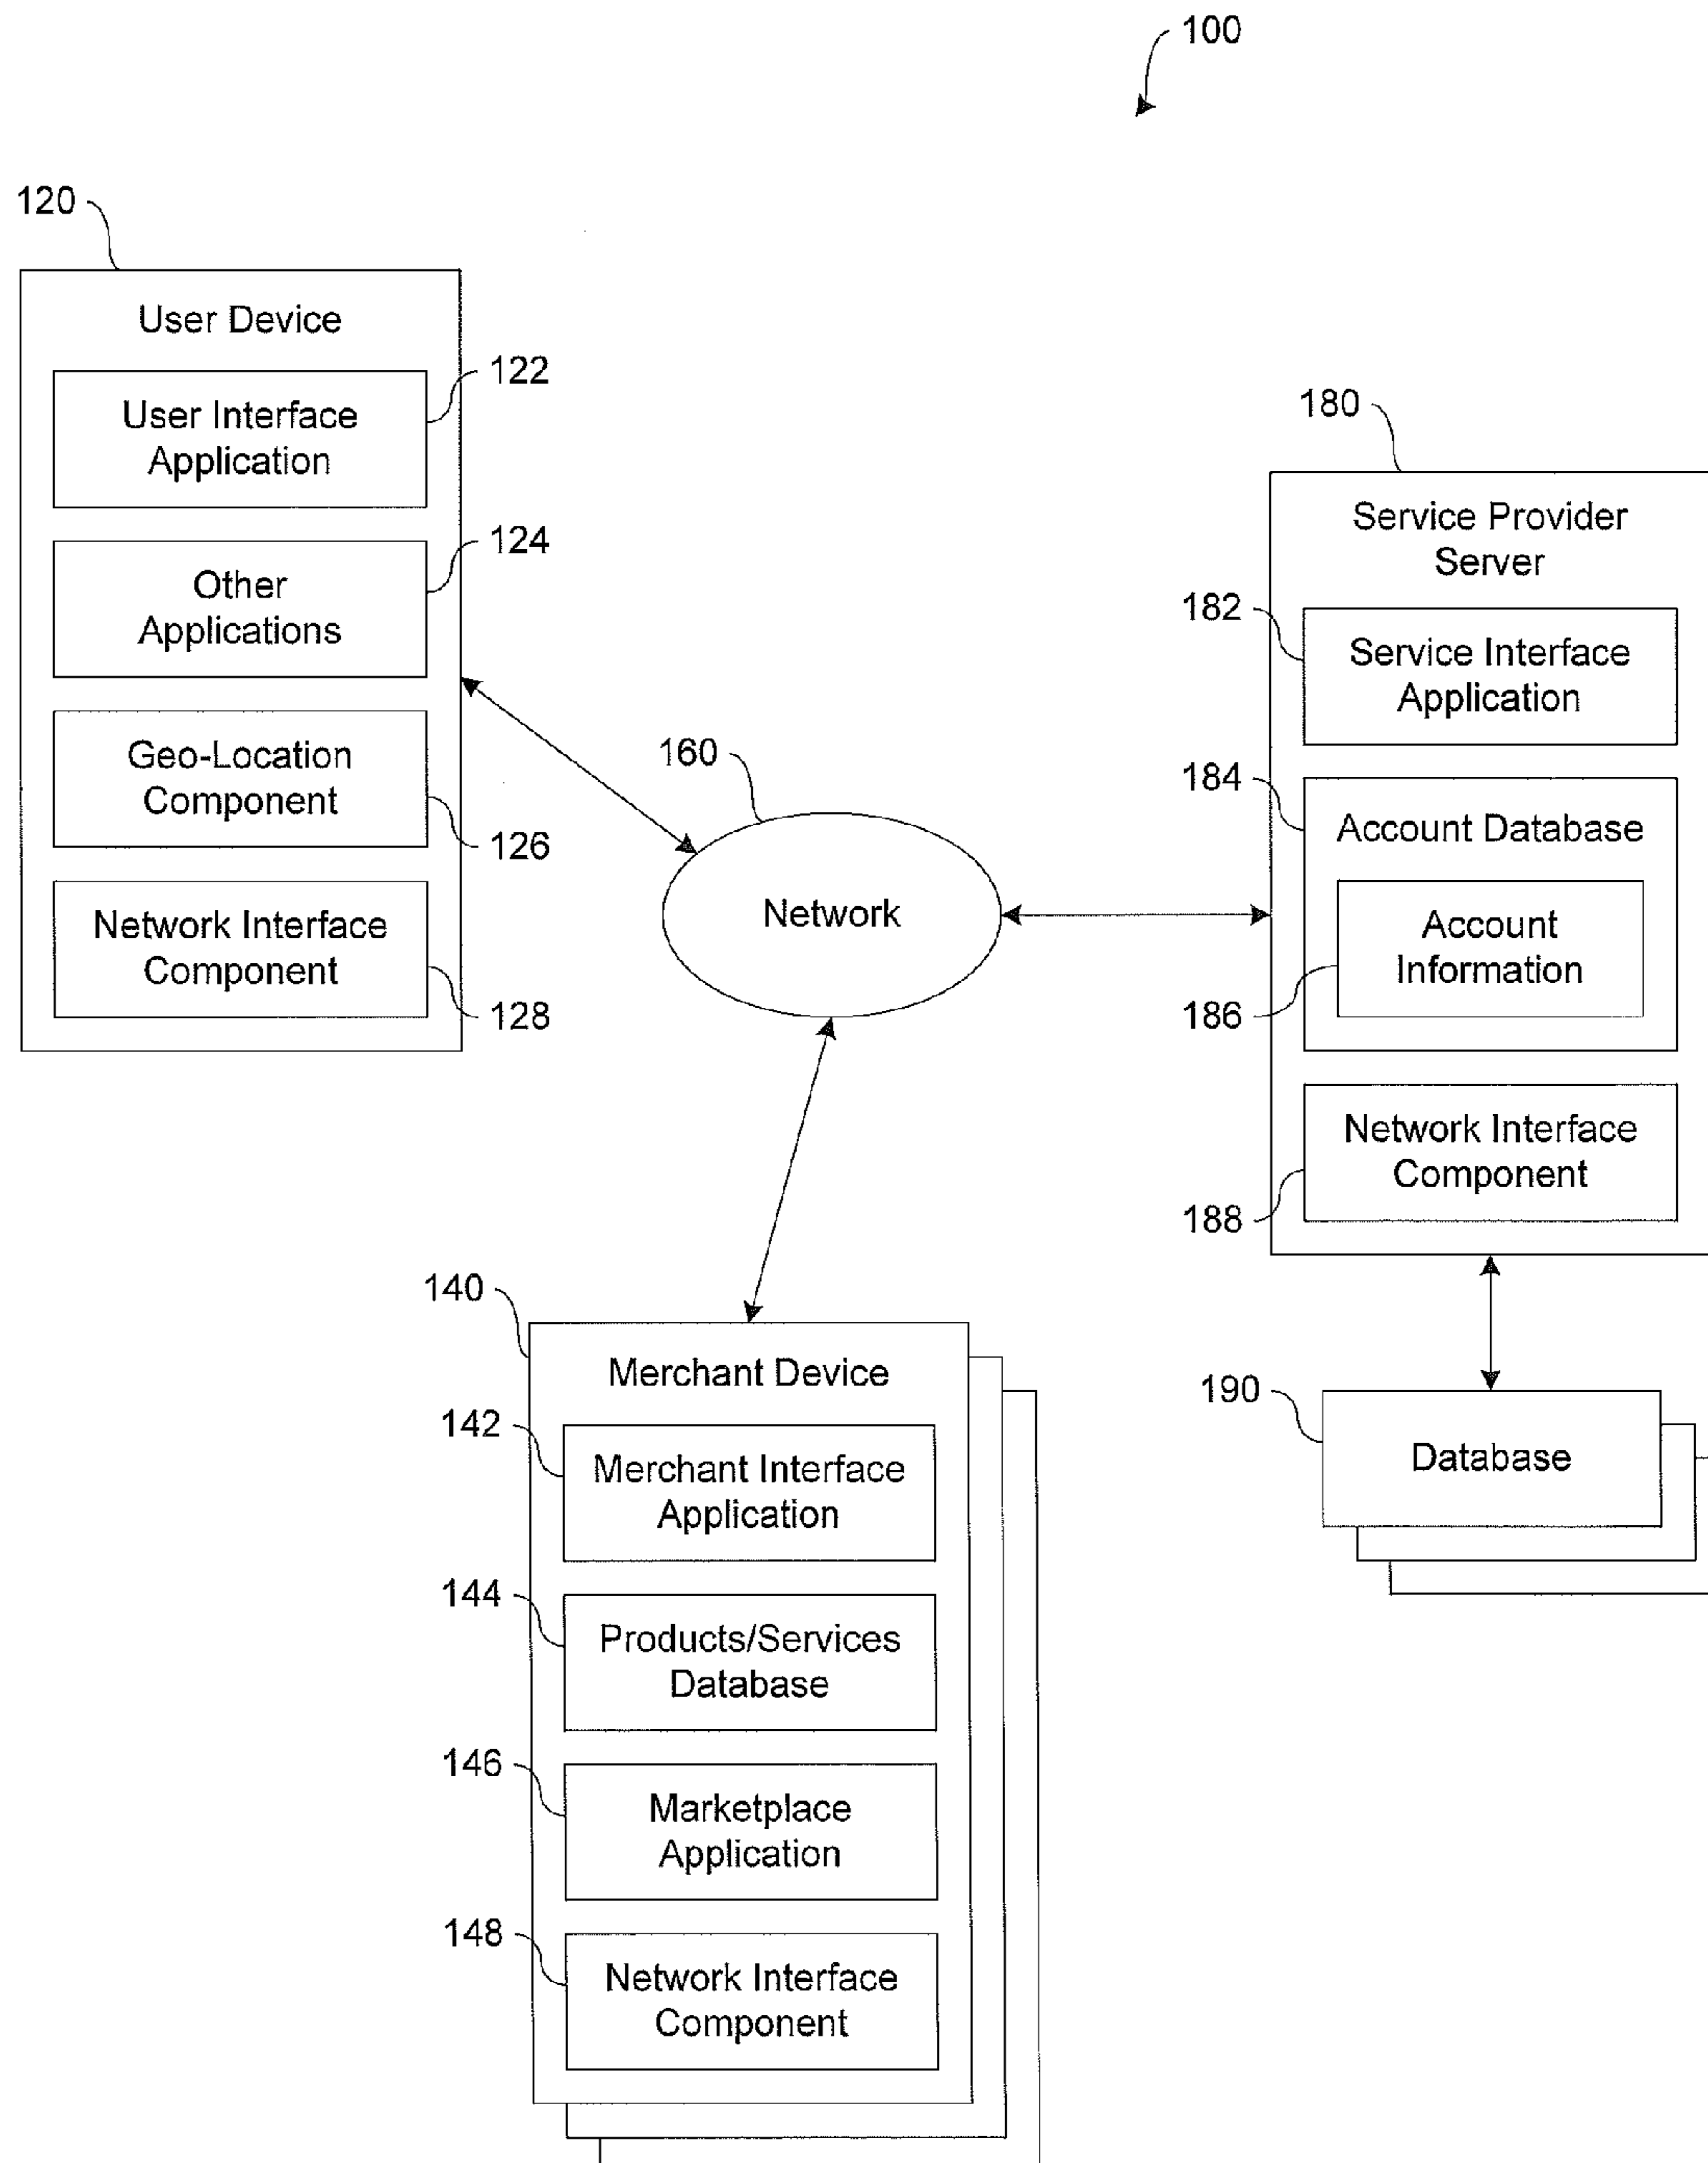 100
120
User Device
122
User Interface
Application
124
Other
Applications
Geo-Location
Component
126
Network Interface
Component
128
160
Network
180
Service Provider
Server
182
Service Interface
Application
184
Account Database
Account
Information
186
Network Interface
Component
188
190
Database
140
Merchant Device
142
Merchant Interface
Application
144
Products/Services
Database
146
Marketplace
Application
148
Network Interface
Component